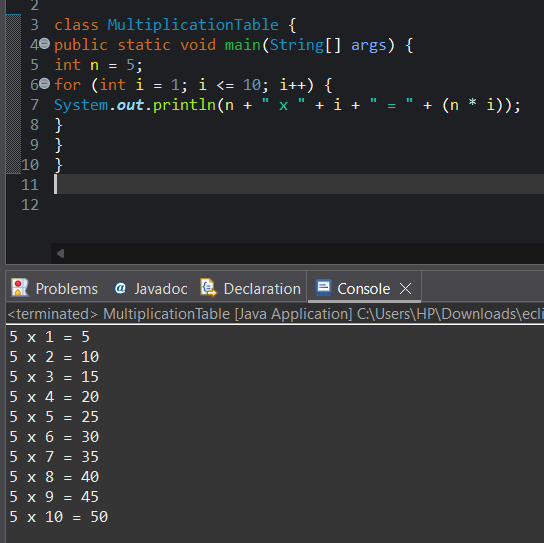 2
3 class MultiplicationTable {
4 public static void main(String[] args) {
5 int n = 5;
6 for (int i = 1; i <= 10; i++) {
7 System.out.println(n + " x " + i + " = " + (n * i));
8 }
9 }
10 }
11
12
Problems @ Javadoc Declaration Console
<terminated> MultiplicationTable [Java Application] C:\Users\HP\Downloads\ecli
5 x 1 = 5
5 x 2 = 10
5 x 3 = 15
5 x 4 = 20
5 x 5 = 25
5 x 6 = 30
5 x 7 = 35
5 x 8 = 40
5 x 9 = 45
5 x 10 = 50